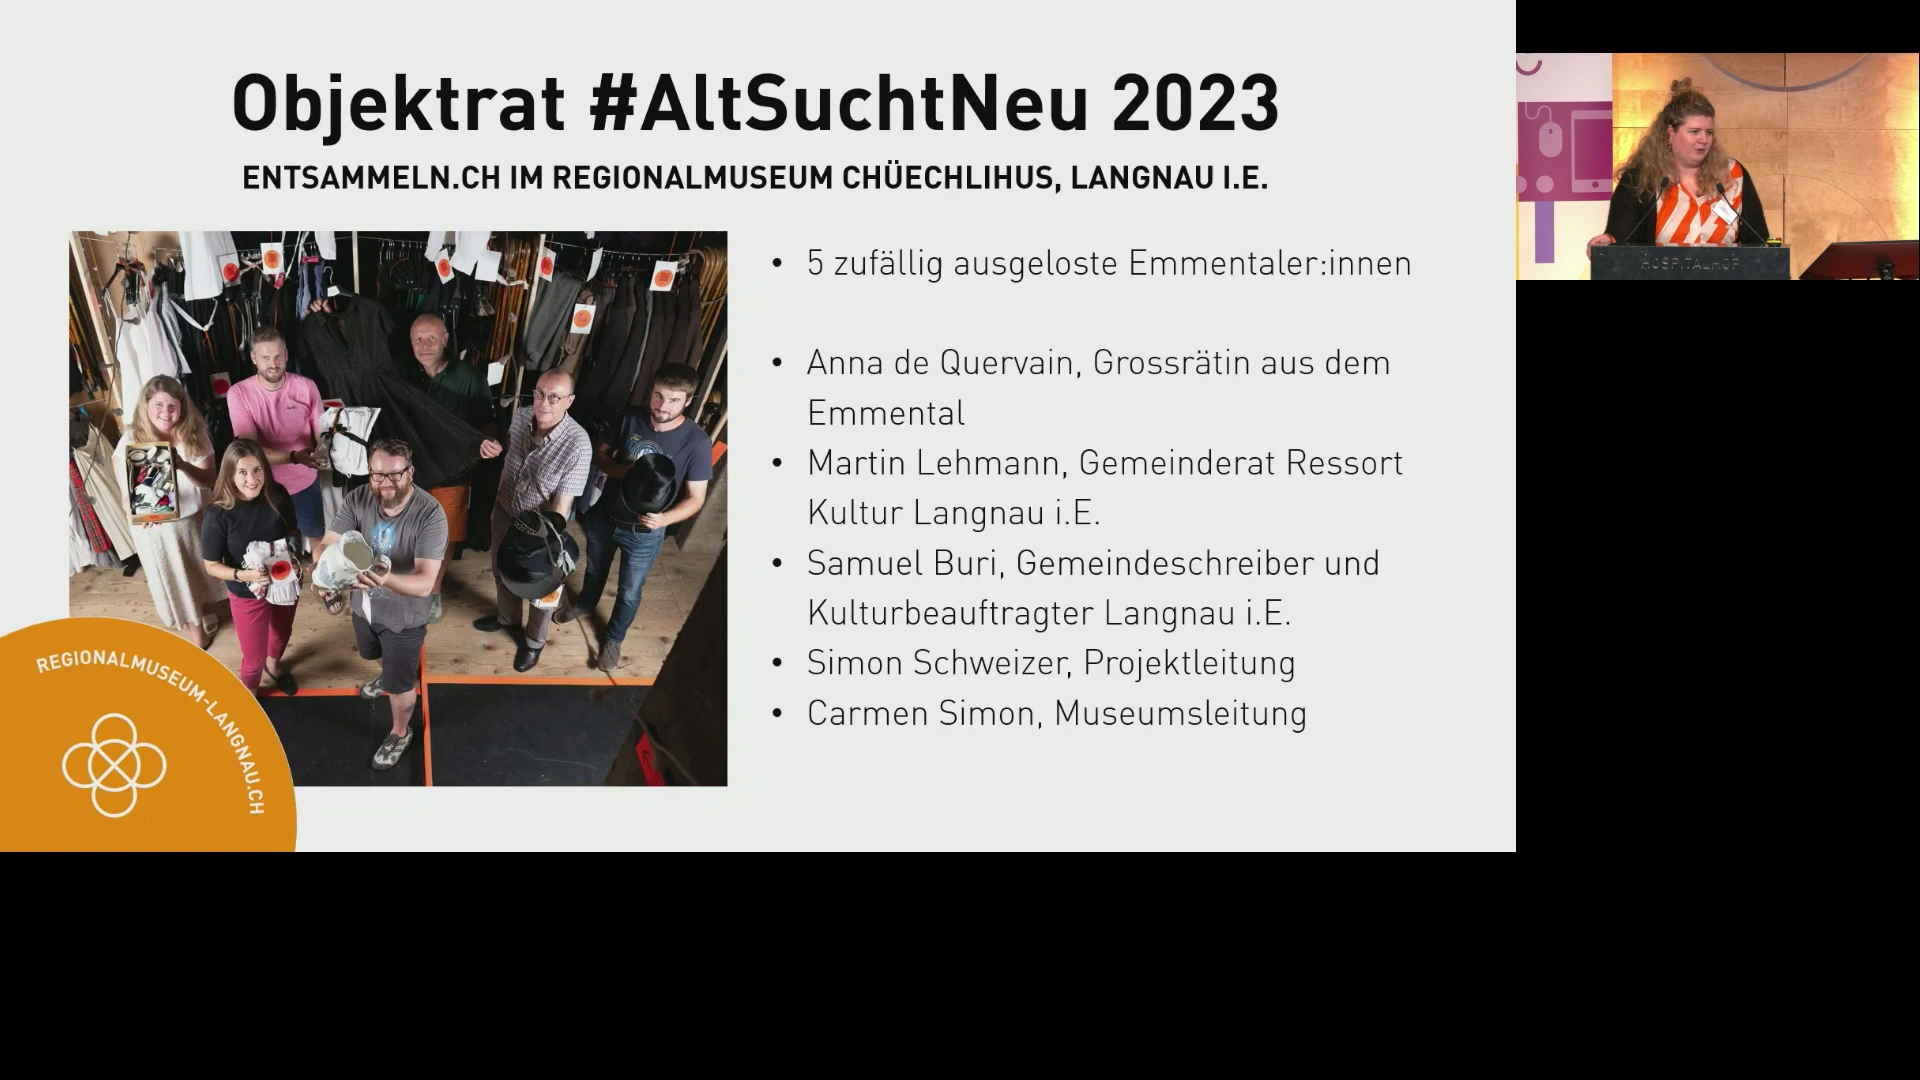 Objektrat #AltSuchtNeu 2023
ENTSAMMELN.CH IM REGIONALMUSEUM CHÜECHLIHUS, LANGNAU I.E.
• 5 zufällig ausgeloste Emmentaler:innen
• Anna de Quervain, Grossrätin aus dem
Emmental
• Martin Lehmann, Gemeinderat Ressort
Kultur Langnau i.E.
• Samuel Buri, Gemeindeschreiber und
Kulturbeauftragter Langnau i.E.
• Simon Schweizer, Projektleitung
• Carmen Simon, Museumsleitung
REGIONALMUSEUM-LANGNAU.CH
HOSPITALHOF